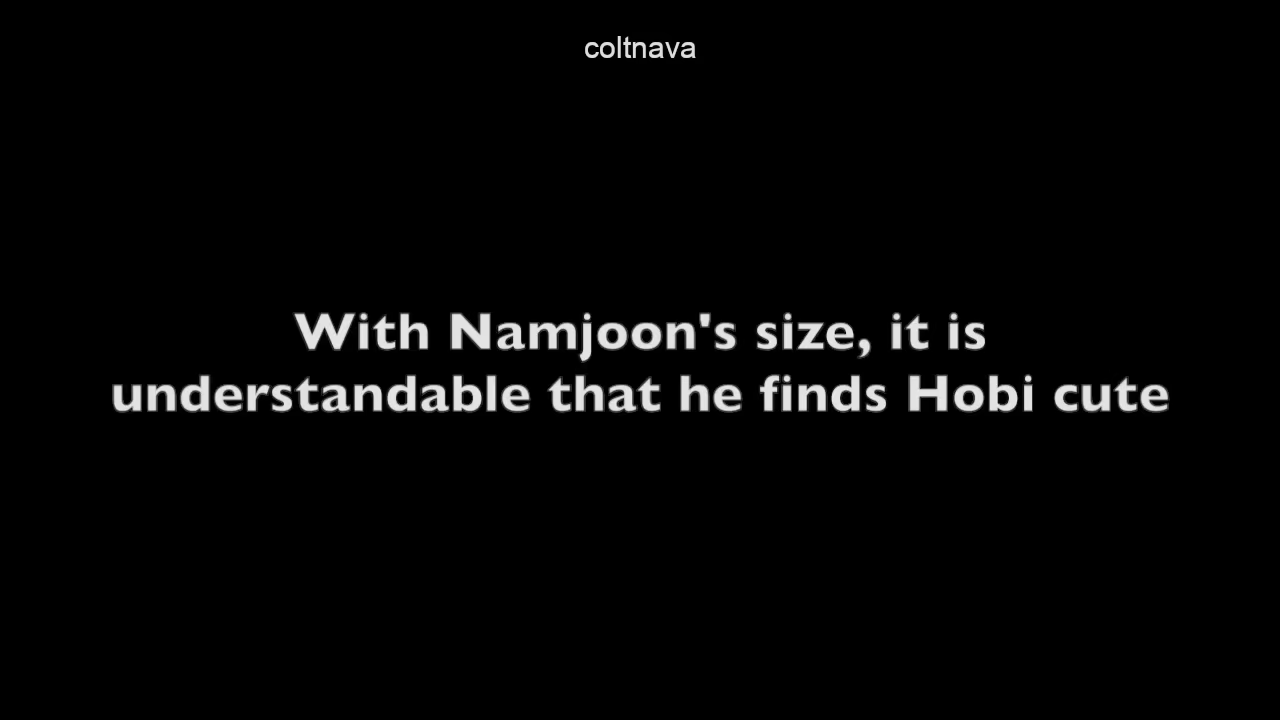 coltnava
With Namjoon's size, it is
understandable that he finds Hobi cute